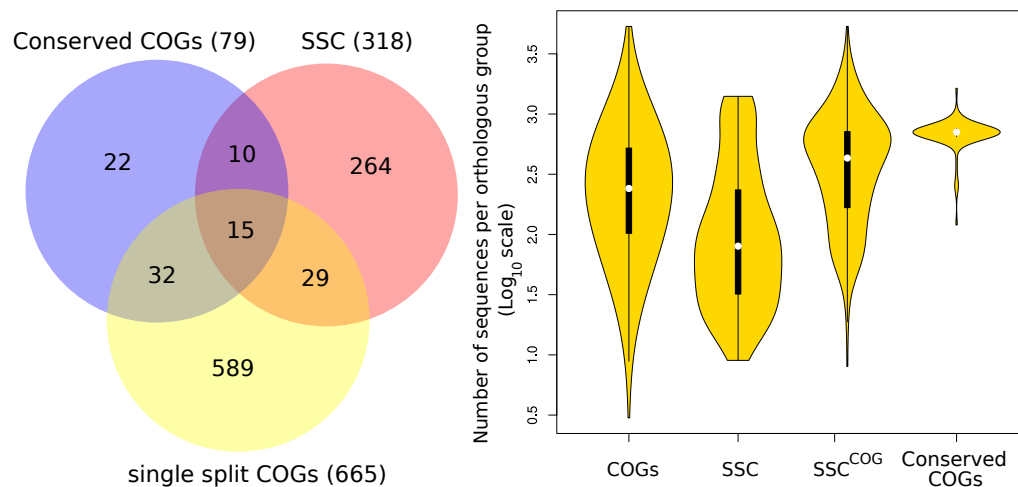 Conserved COGs (79)
SSC (318)
22
10
264
15
32
29
589
single split COGs (665)
Number of sequences per orthologous group
(Log10 scale)
3.5
3.0
2.5
2.0
1.5
1.0
0.5
COGs
SSC
SSC^COG
Conserved
COGs